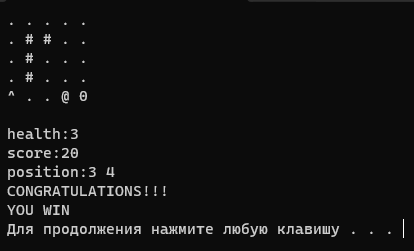 . . . . .
. # # . .
. # . . .
. # . . .
^ . . @ 0
health:3
score:20
position:3 4
CONGRATULATIONS!!!
YOU WIN
Для продолжения нажмите любую клавишу . . .